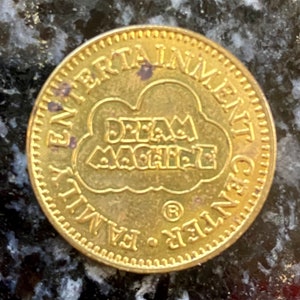 FAMILY ENTERTAINMENT CENTER •
DREAM
MACHINE
®